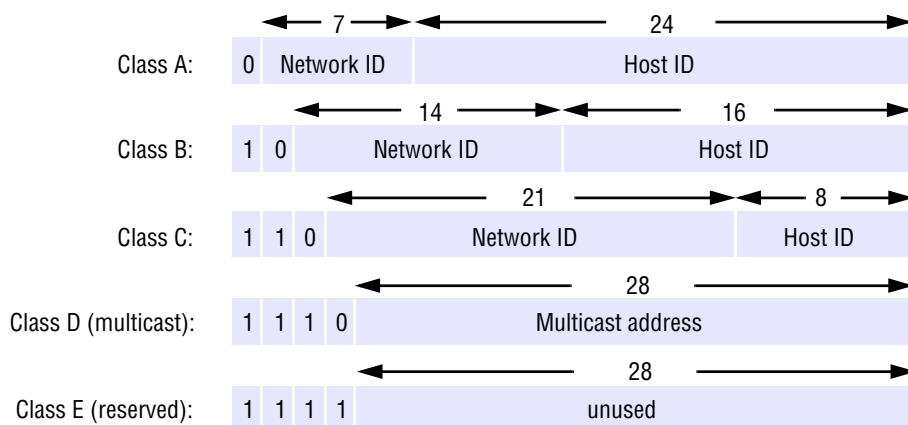 7 24
Class A: 0 Network ID Host ID
14 16
Class B: 1 0 Network ID Host ID
21 8
Class C: 1 1 0 Network ID Host ID
28
Class D (multicast): 1 1 1 0 Multicast address
28
Class E (reserved): 1 1 1 1 unused